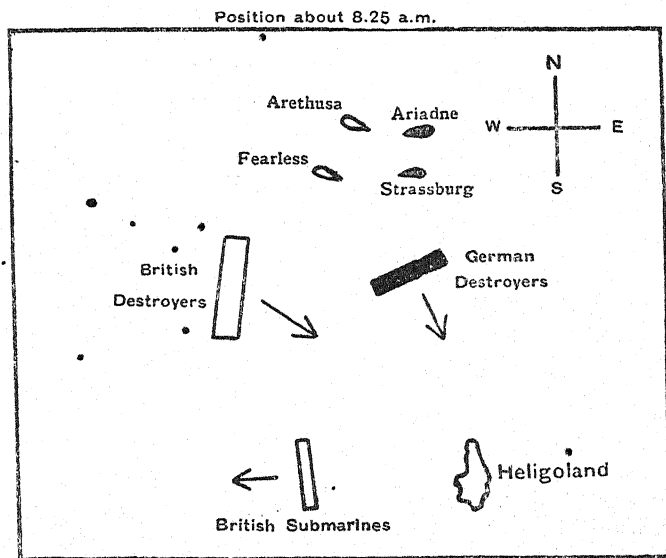 Position about 8.25 a.m.
N
Arethusa
Ariadne
W
E
Fearless
Strassburg
S
British
Destroyers
German
Destroyers
Heligoland
British Submarines